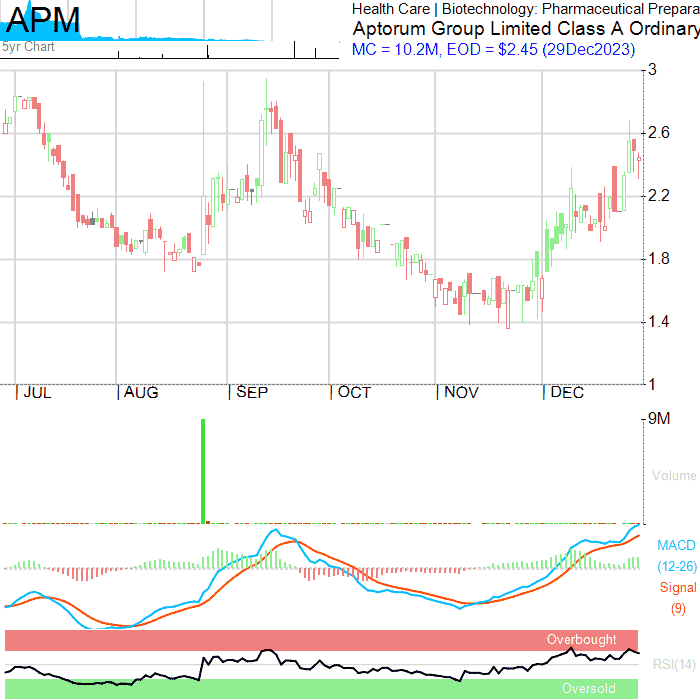 APM
Health Care | Biotechnology: Pharmaceutical Prepara
Aptorum Group Limited Class A Ordinary
MC = 10.2M, EOD = $2.45 (29Dec2023)
5yr Chart
3
2.6
2.2
1.8
1.4
1
|JUL |AUG |SEP |OCT |NOV |DEC
9M
Volume
MACD
(12-26)
Signal
(9)
Overbought
RSI(14)
Oversold